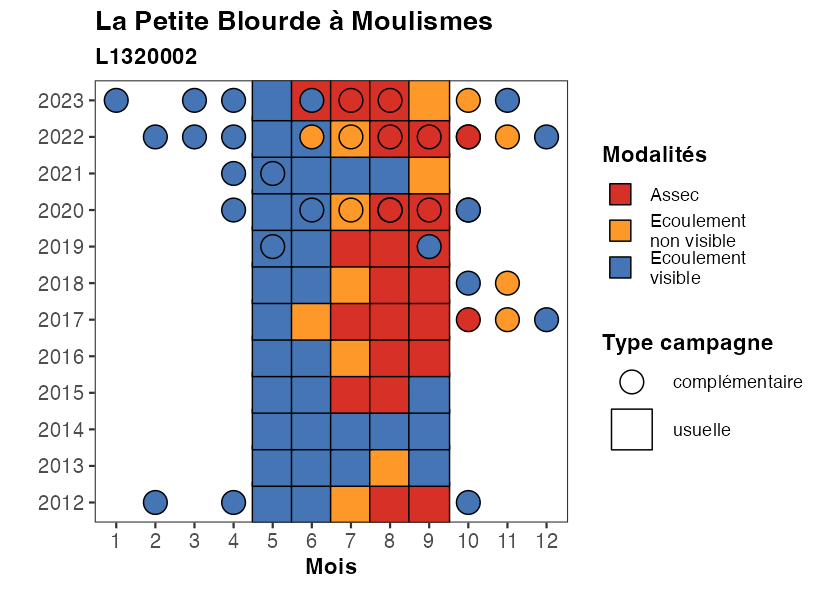 La Petite Blourde à Moulismes
L1320002
2023
2022
2021
2020
2019
2018
2017
2016
2015
2014
2013
2012
1 2 3 4 5 6 7 8 9 10 11 12
Mois
Modalités
Assec
Ecoulement
non visible
Ecoulement
visible
Type campagne
complémentaire
usuelle